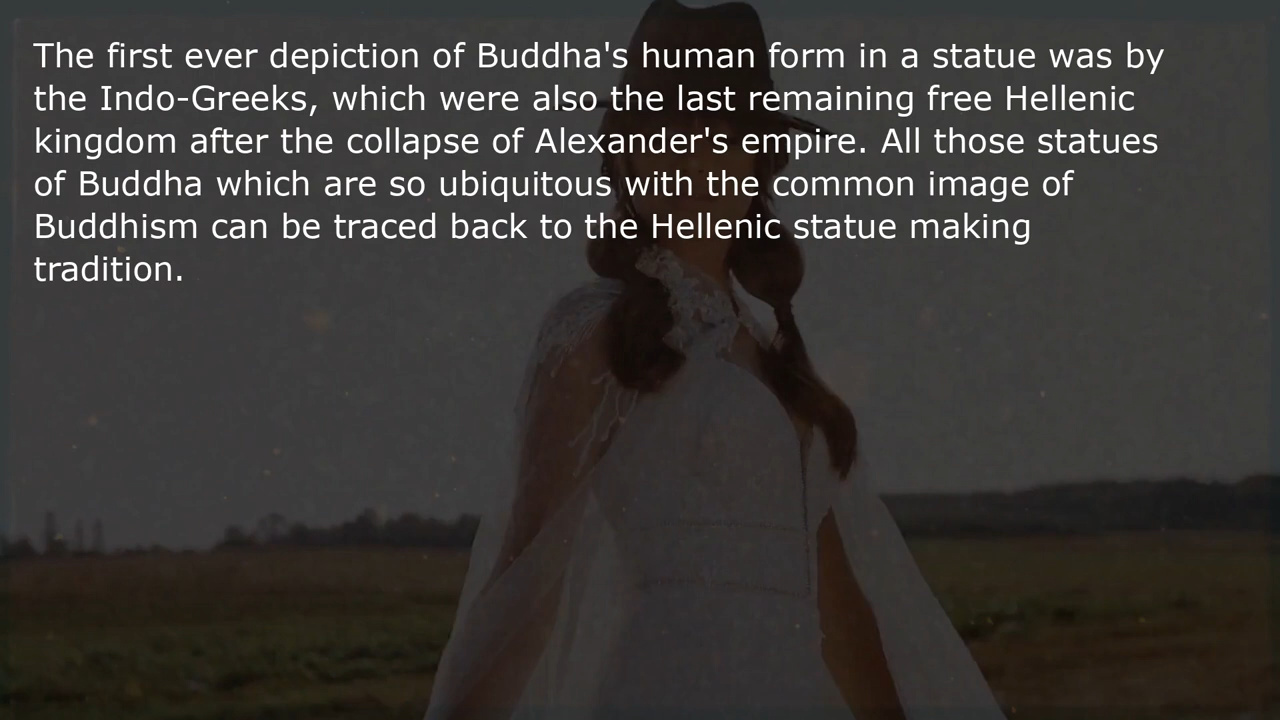 The first ever depiction of Buddha's human form in a statue was by
the Indo-Greeks, which were also the last remaining free Hellenic
kingdom after the collapse of Alexander's empire. All those statues
of Buddha which are so ubiquitous with the common image of
Buddhism can be traced back to the Hellenic statue making
tradition.